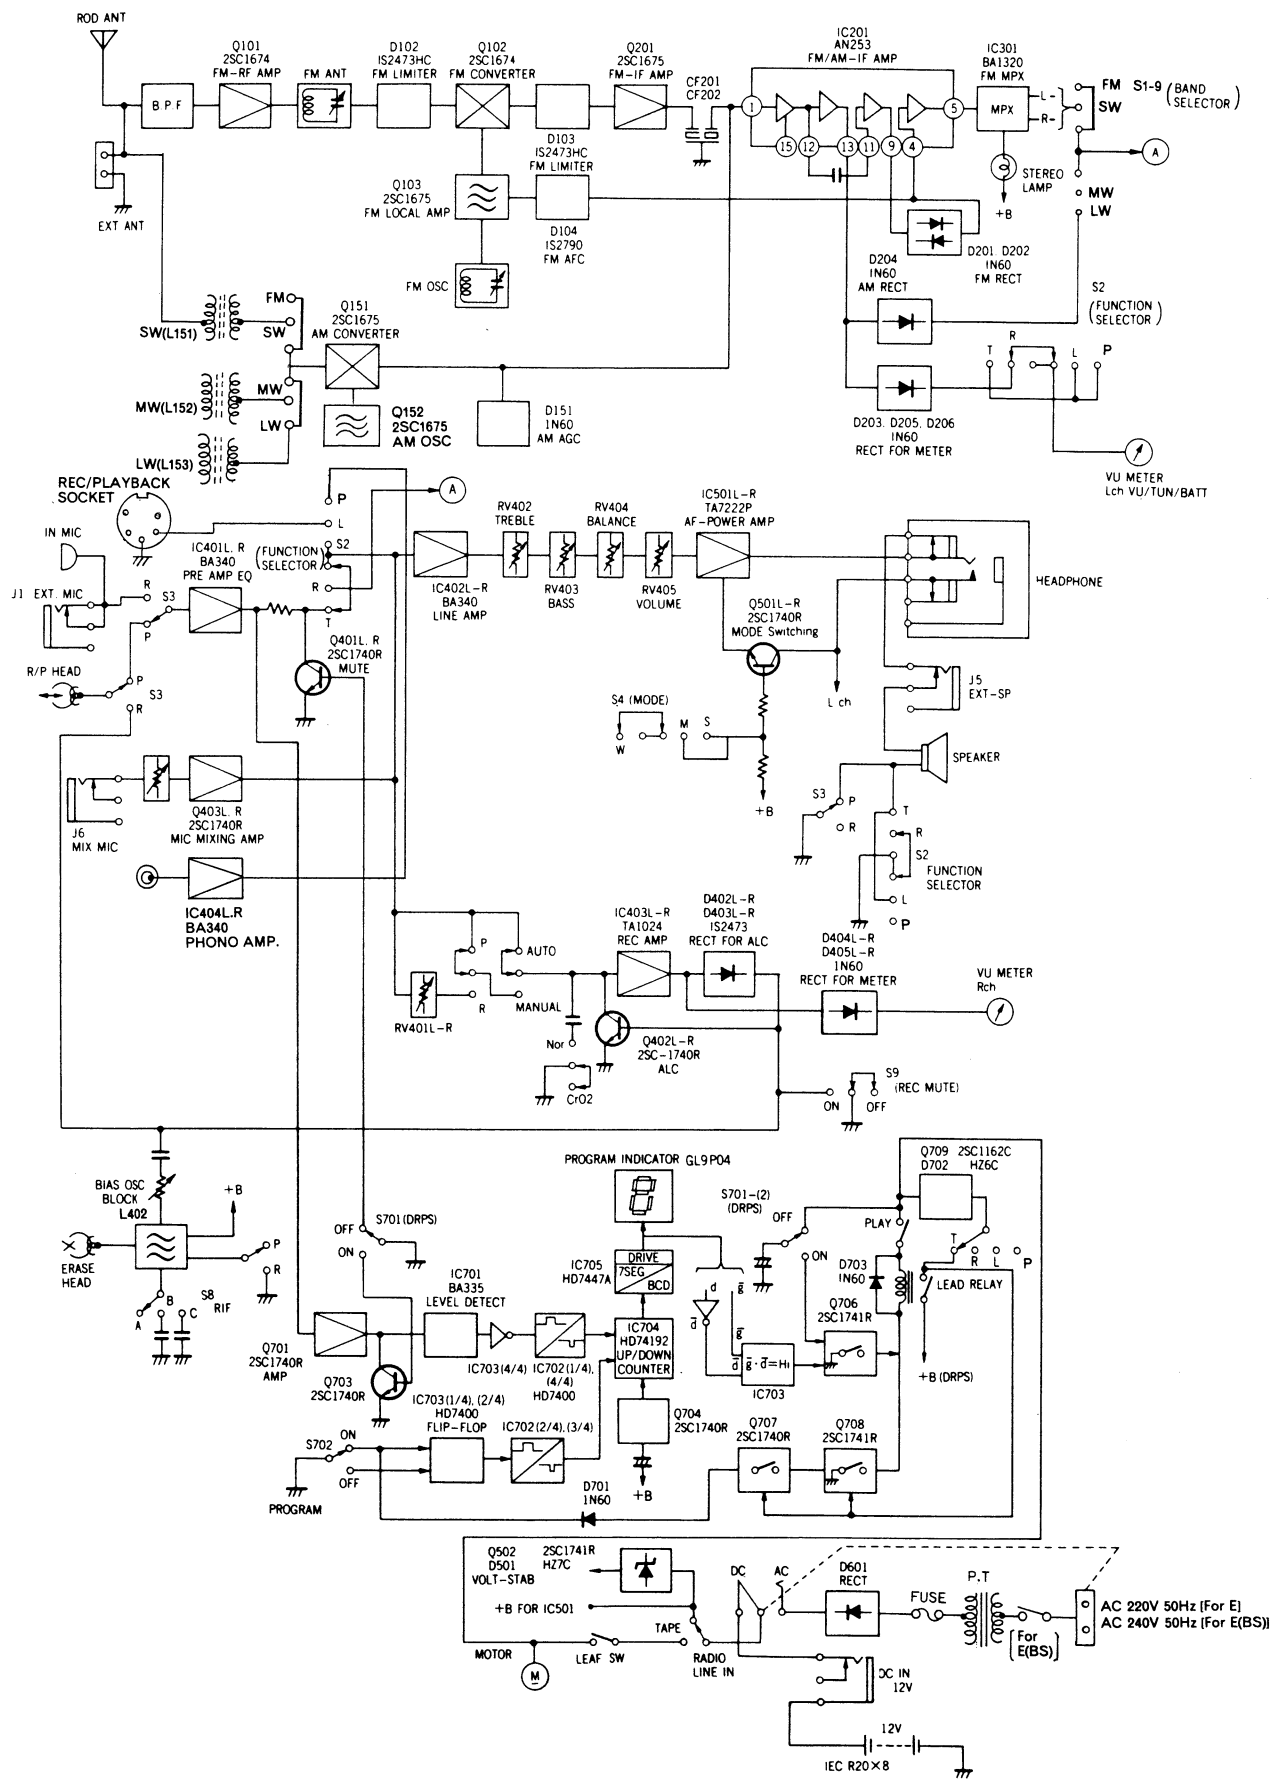 ROD ANT
B.P.F
Q101
2SC1674
FM-RF AMP
FM ANT
D102
IS2473HC
FM LIMITER
Q102
2SC1674
FM CONVERTER
D103
IS2473HC
FM LIMITER
Q201
2SC1675
FM-IF AMP
CF201
CF202
IC201
AN253
FM/AM-IF AMP
1
15
12
13
11
9
4
5
IC301
BA1320
FM MPX
MPX
L-
R-
FM
SW
S1-9 (BAND
SELECTOR)
A
STEREO
LAMP
+B
MW
LW
EXT ANT
Q103
2SC1675
FM LOCAL AMP
D104
IS2790
FM AFC
FM OSC
D201. D202
IN60
FM RECT
D204
IN60
AM RECT
S2
(FUNCTION
SELECTOR)
T
R
L
P
D203. D205. D206
IN60
RECT FOR METER
VU METER
Lch VU/TUN/BATT
SW(L151)
FM
SW
Q151
2SC1675
AM CONVERTER
MW(L152)
MW
LW
LW(L153)
Q152
2SC1675
AM OSC
D151
1N60
AM AGC
REC/PLAYBACK
SOCKET
IN MIC
J1 EXT. MIC
R/P HEAD
IC401L. R
BA340
PRE AMP EQ
R
S3
P
P
S3
R
P
L
S2
(FUNCTION
SELECTOR)
R
T
A
Q401L. R
2SC1740R
MUTE
IC402L-R
BA340
LINE AMP
RV402
TREBLE
RV403
BASS
RV404
BALANCE
RV405
VOLUME
IC501L-R
TA7222P
AF-POWER AMP
Q501L-R
2SC1740R
MODE Switching
HEADPHONE
L ch
J5
EXT-SP
S4 (MODE)
W
M
S
+B
SPEAKER
S3
P
R
T
R
S2
FUNCTION
SELECTOR
L
P
J6
MIX MIC
Q403L. R
2SC1740R
MIC MIXING AMP
IC404L.R
BA340
PHONO AMP.
RV401L-R
P
R
AUTO
MANUAL
IC403L-R
TA1024
REC AMP
D402L-R
D403L-R
IS2473
RECT FOR ALC
D404L-R
D405L-R
1N60
RECT FOR METER
VU METER
Rch
Nor
CrO2
Q402L-R
2SC-1740R
ALC
S9
(REC MUTE)
ON
OFF
BIAS OSC
BLOCK
L402
+B
ERASE
HEAD
P
R
S8
RIF
A
B
C
PROGRAM INDICATOR GL9P04
S701(DRPS)
OFF
ON
IC705
HD7447A
DRIVE
7SEG
BCD
S701-(2)
(DRPS)
OFF
ON
d
g̅
d̅
g̅
d̅
g̅ · d̅ = Hi
IC703
PLAY
Q709
D702
2SC1162C
HZ6C
T
R
L
P
D703
1N60
LEAD RELAY
Q706
2SC1741R
+B (DRPS)
IC701
BA335
LEVEL DETECT
IC703(4/4)
IC702(1/4),
(4/4)
HD7400
IC704
HD74192
UP/DOWN
COUNTER
Q701
2SC1740R
AMP
Q703
2SC1740R
IC703(1/4), (2/4)
HD7400
FLIP-FLOP
IC702(2/4), (3/4)
Q704
2SC1740R
+B
Q707
2SC1740R
Q708
2SC1741R
S702
ON
OFF
PROGRAM
D701
1N60
Q502
D501
VOLT-STAB
2SC1741R
HZ7C
+B FOR IC501
MOTOR
M
LEAF SW
TAPE
RADIO
LINE IN
DC
AC
D601
RECT
FUSE
P.T
[For
E(BS)]
AC 220V 50Hz [For E]
AC 240V 50Hz [For E(BS)]
DC IN
12V
12V
IEC R20×8